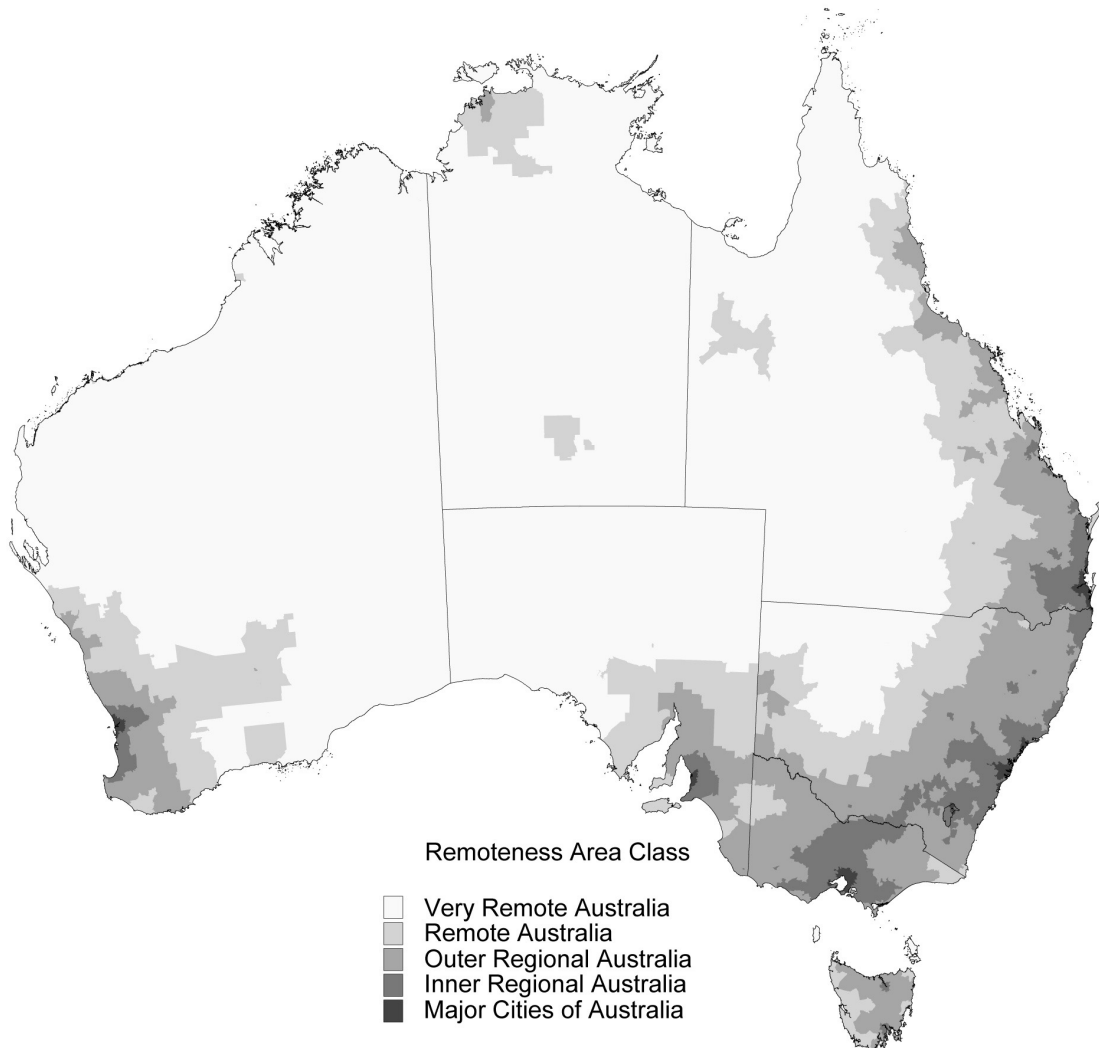 Remoteness Area Class
Very Remote Australia
Remote Australia
Outer Regional Australia
Inner Regional Australia
Major Cities of Australia